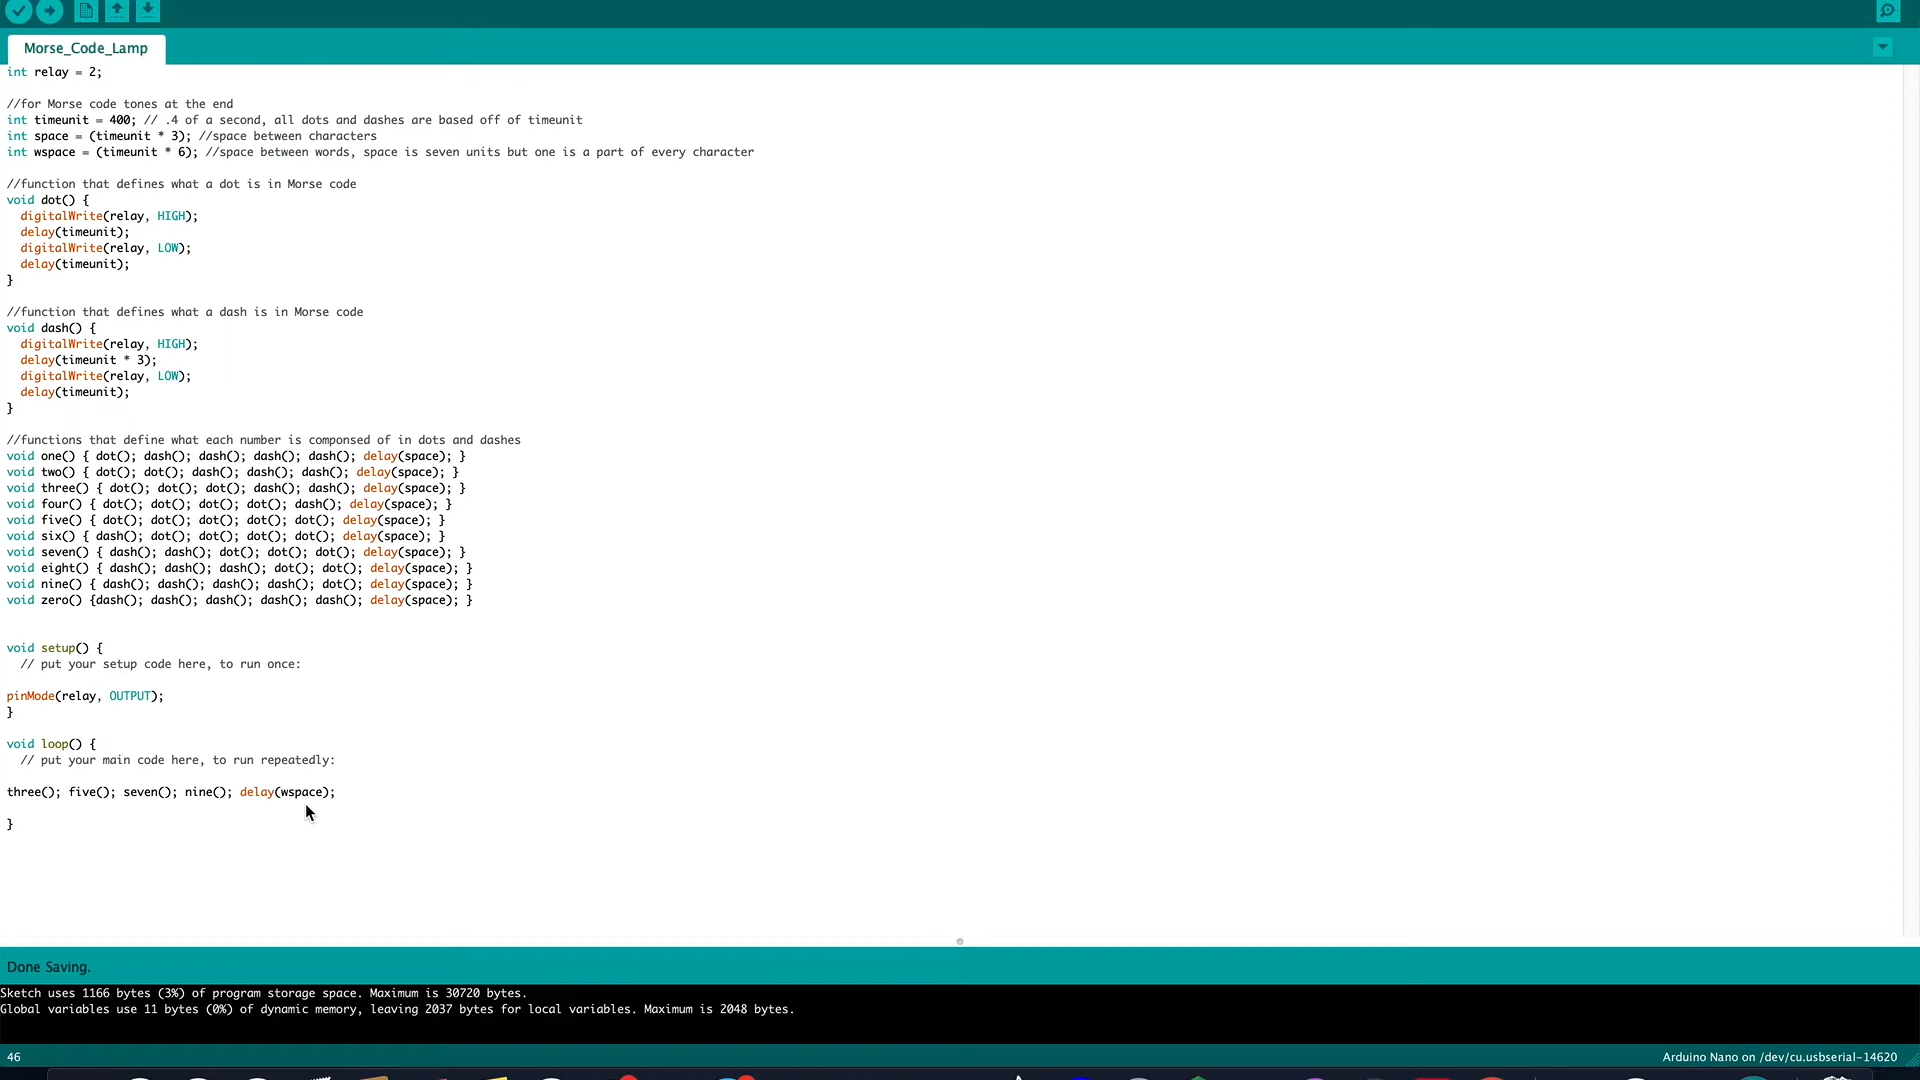 Morse_Code_Lamp
int relay = 2;
//for Morse code tones at the end
int timeunit = 400; // .4 of a second, all dots and dashes are based off of timeunit
int space = (timeunit * 3); //space between characters
int wspace = (timeunit * 6); //space between words, space is seven units but one is a part of every character
//function that defines what a dot is in Morse code
void dot() {
digitalWrite(relay, HIGH);
delay(timeunit);
digitalWrite(relay, LOW);
delay(timeunit);
}
//function that defines what a dash is in Morse code
void dash() {
digitalWrite(relay, HIGH);
delay(timeunit * 3);
digitalWrite(relay, LOW);
delay(timeunit);
}
//functions that define what each number is componsed of in dots and dashes
void one() { dot(); dash(); dash(); dash(); dash(); delay(space); }
void two() { dot(); dot(); dash(); dash(); dash(); delay(space); }
void three() { dot(); dot(); dot(); dash(); dash(); delay(space); }
void four() { dot(); dot(); dot(); dot(); dash(); delay(space); }
void five() { dot(); dot(); dot(); dot(); dot(); delay(space); }
void six() { dash(); dot(); dot(); dot(); dot(); delay(space); }
void seven() { dash(); dash(); dot(); dot(); dot(); delay(space); }
void eight() { dash(); dash(); dash(); dot(); dot(); delay(space); }
void nine() { dash(); dash(); dash(); dash(); dot(); delay(space); }
void zero() {dash(); dash(); dash(); dash(); dash(); delay(space); }
void setup() {
// put your setup code here, to run once:
pinMode(relay, OUTPUT);
}
void loop() {
// put your main code here, to run repeatedly:
three(); five(); seven(); nine(); delay(wspace);
}
Done Saving.
Sketch uses 1166 bytes (3%) of program storage space. Maximum is 30720 bytes.
Global variables use 11 bytes (0%) of dynamic memory, leaving 2037 bytes for local variables. Maximum is 2048 bytes.
46
Arduino Nano on /dev/cu.usbserial-14620